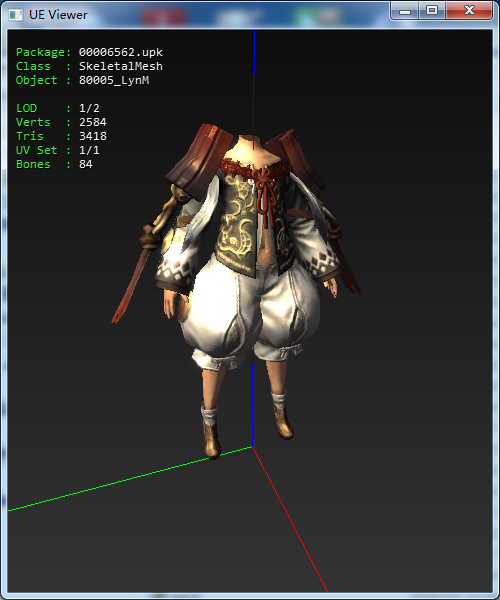 UE Viewer
Package: 00006562.upk
Class : SkeletalMesh
Object : 80005_LynM
LOD : 1/2
Verts : 2584
Tris : 3418
UV Set : 1/1
Bones : 84